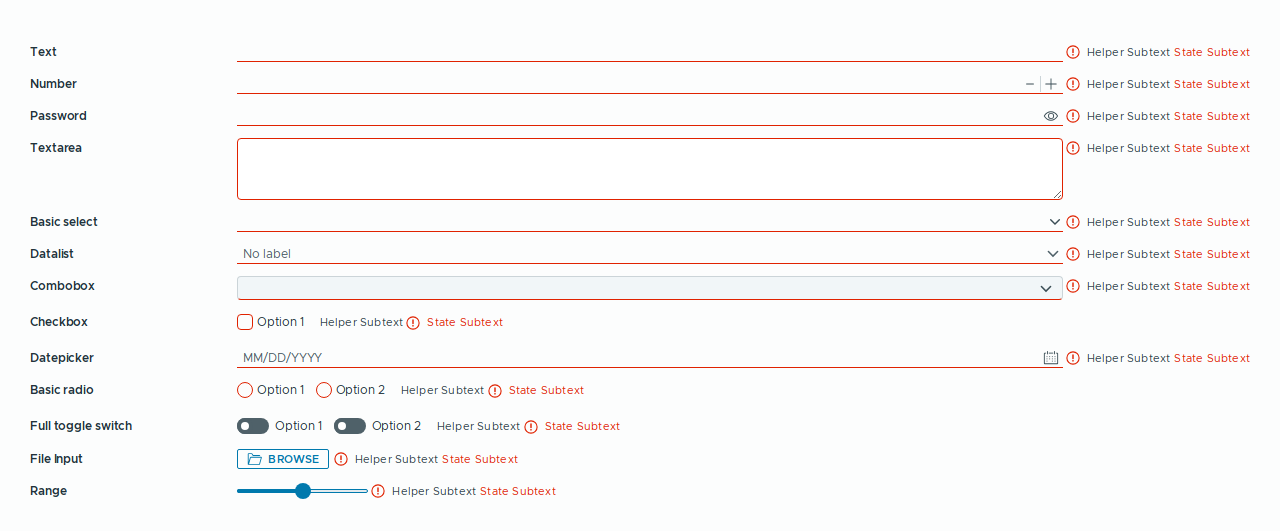 Text Helper Subtext State Subtext
Number Helper Subtext State Subtext
Password Helper Subtext State Subtext
Textarea Helper Subtext State Subtext
Basic select Helper Subtext State Subtext
Datalist No label Helper Subtext State Subtext
Combobox Helper Subtext State Subtext
Checkbox Option 1 Helper Subtext State Subtext
Datepicker MM/DD/YYYY Helper Subtext State Subtext
Basic radio Option 1 Option 2 Helper Subtext State Subtext
Full toggle switch Option 1 Option 2 Helper Subtext State Subtext
File Input BROWSE Helper Subtext State Subtext
Range Helper Subtext State Subtext